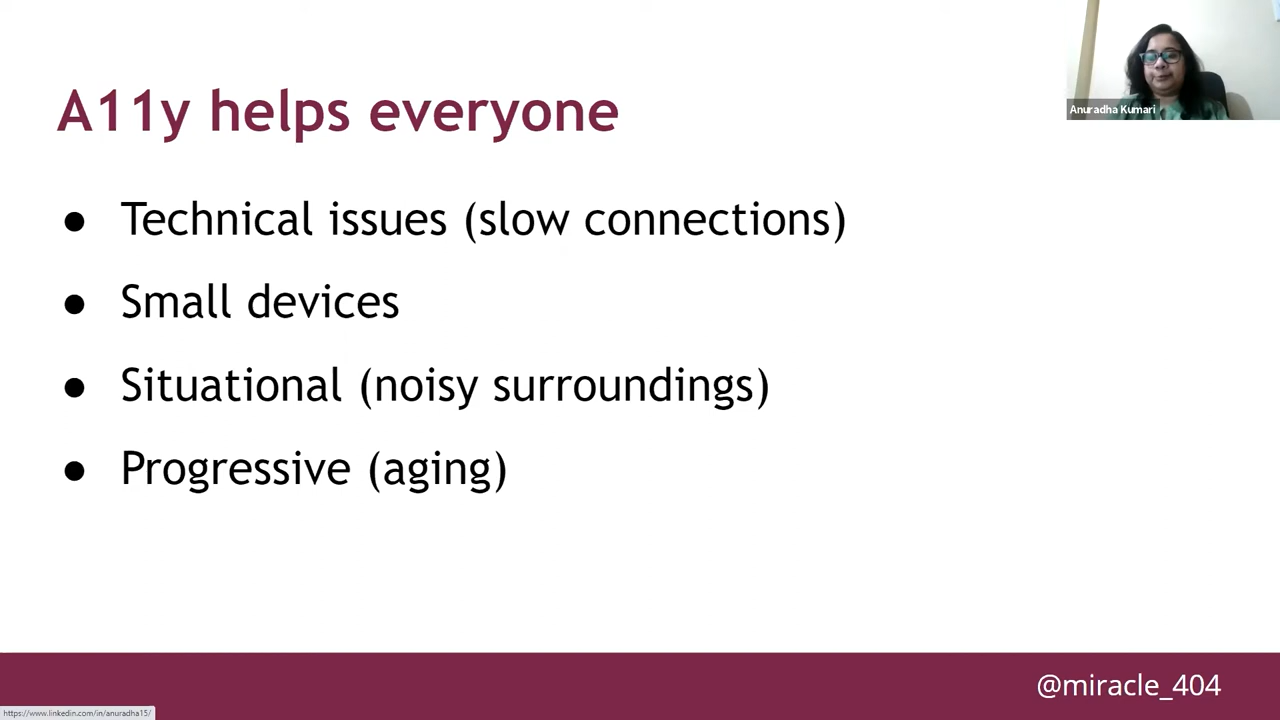 A11y helps everyone
Anuradha Kumari
● Technical issues (slow connections)
● Small devices
● Situational (noisy surroundings)
● Progressive (aging)
@miracle_404
https://www.linkedin.com/in/anuradha15/